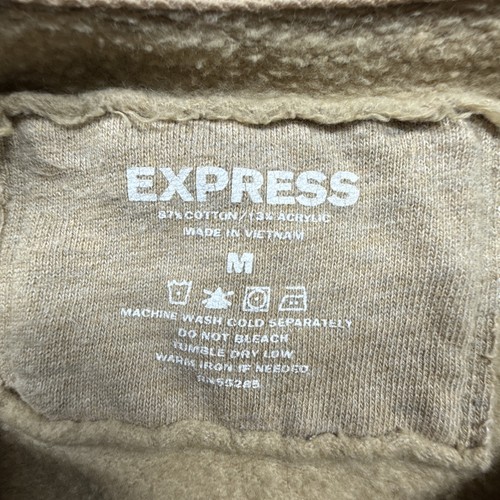 EXPRESS
87% COTTON/13% ACRYLIC
MADE IN VIETNAM
M
MACHINE WASH COLD SEPARATELY
DO NOT BLEACH
TUMBLE DRY LOW
WARM IRON IF NEEDED
RN55285